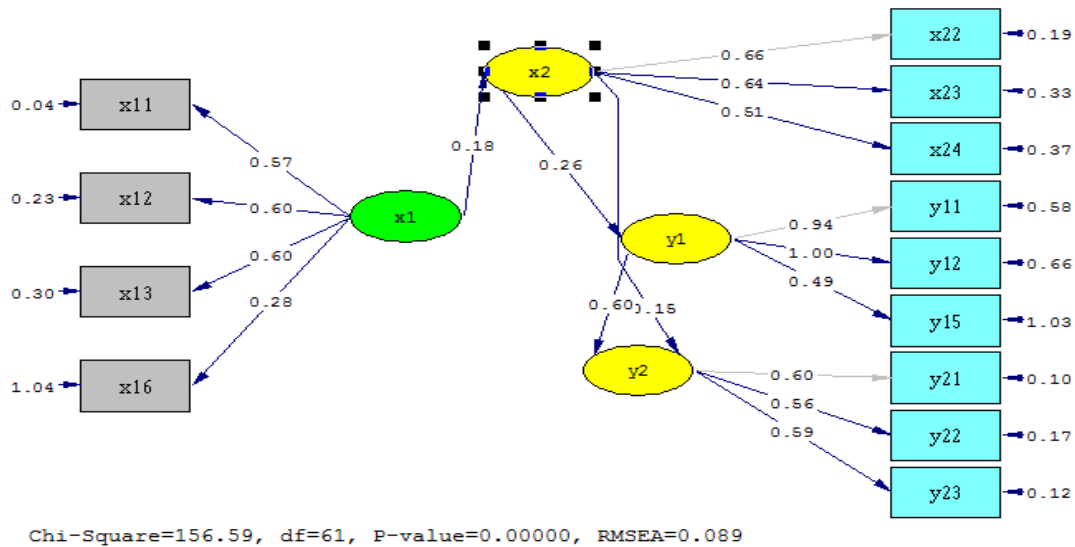 x22
0.19
x2
0.66
x23
0.33
x11
0.04
0.64
0.51
0.57
0.18
x24
0.37
0.26
x12
0.23
0.60
x1
y11
0.58
0.94
y1
1.00
y12
0.66
0.60
x13
0.30
0.49
0.28
0.60
0.15
y15
1.03
x16
1.04
y2
0.60
y21
0.10
0.56
0.59
y22
0.17
y23
0.12
Chi-Square=156.59, df=61, P-value=0.00000, RMSEA=0.089